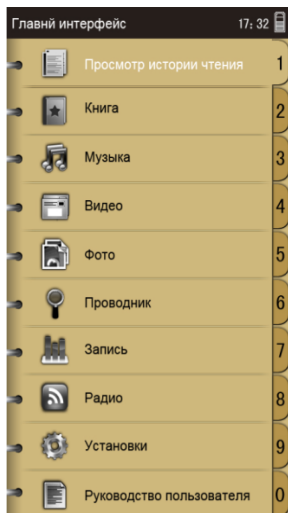 Главнй интерфейс 17:32
Просмотр истории чтения 1
Книга 2
Музыка 3
Видео 4
Фото 5
Проводник 6
Запись 7
Радио 8
Установки 9
Руководство пользователя 0